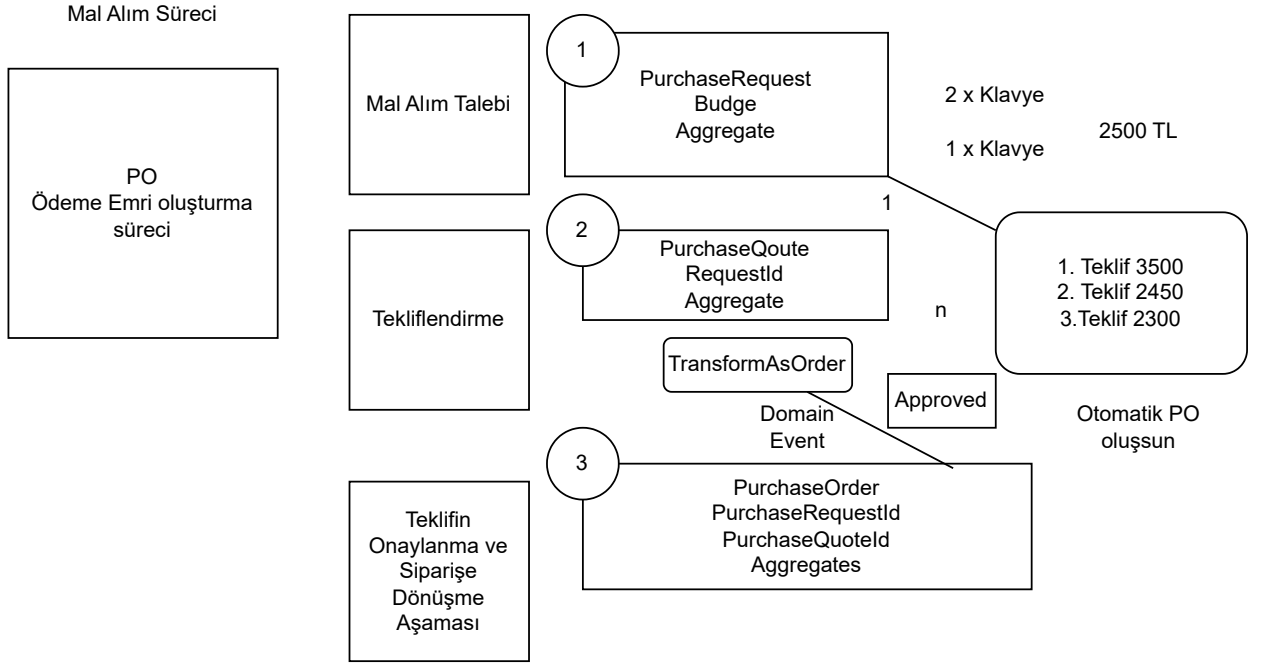 Mal Alım Süreci
PO
Ödeme Emri oluşturma
süreci
Mal Alım Talebi
1
PurchaseRequest
Budge
Aggregate
2 x Klavye
1 x Klavye
2500 TL
1
Tekliflendirme
2
PurchaseQoute
RequestId
Aggregate
n
1. Teklif 3500
2. Teklif 2450
3.Teklif 2300
TransformAsOrder
Approved
Domain
Event
Otomatik PO
oluşsun
Teklifin
Onaylanma ve
Siparişe
Dönüşme
Aşaması
3
PurchaseOrder
PurchaseRequestId
PurchaseQuoteId
Aggregates